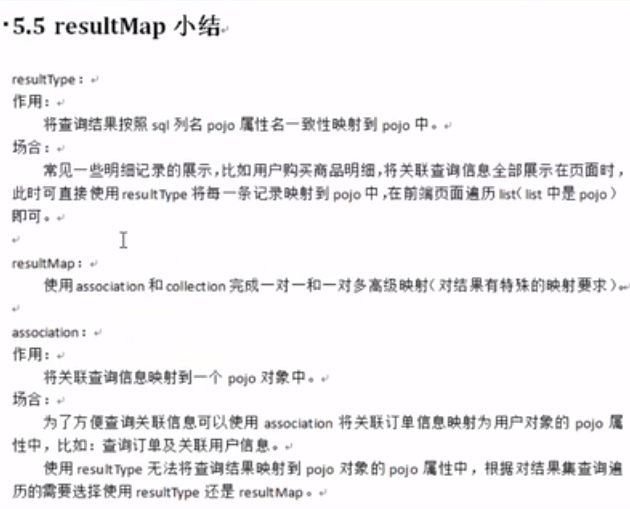 ·5.5 resultMap 小结
resultType：
作用：
将查询结果按照 sql 列名 pojo 属性名一致性映射到 pojo 中。
场合：
常见一些明细记录的展示,比如用户购买商品明细,将关联查询信息全部展示在页面时,
此时可直接使用 resultType 将每一条记录映射到 pojo 中,在前端页面遍历 list（list 中是 pojo）
即可。
resultMap：
使用 association 和 collection 完成一对一和一对多高级映射（对结果有特殊的映射要求）。
association：
作用：
将关联查询信息映射到一个 pojo 对象中。
场合：
为了方便查询关联信息可以使用 association 将关联订单信息映射为用户对象的 pojo 属
性中，比如：查询订单及关联用户信息。
使用 resultType 无法将查询结果映射到 pojo 对象的 pojo 属性中，根据对结果集查询遍
历的需要选择使用 resultType 还是 resultMap。